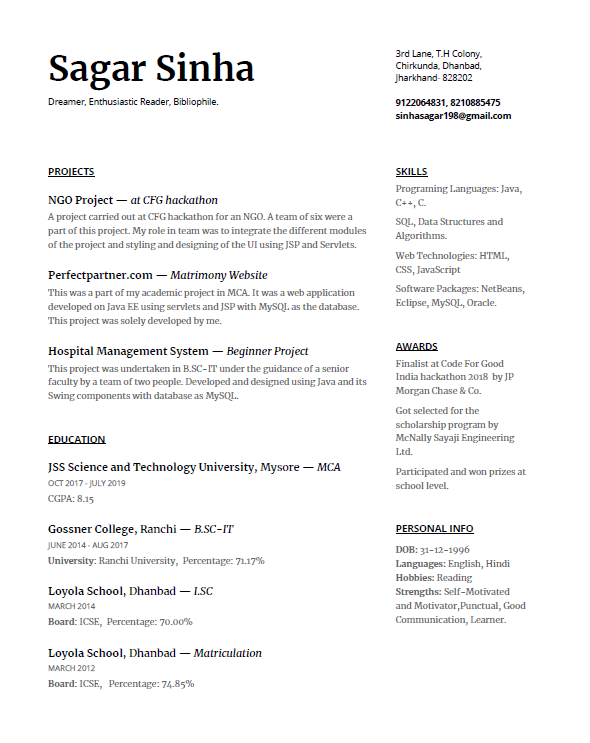 Sagar Sinha
Dreamer, Enthusiastic Reader, Bibliophile.
3rd Lane, T.H Colony,
Chirkunda, Dhanbad,
Jharkhand- 828202
9122064831, 8210885475
sinhasagar198@gmail.com
PROJECTS
NGO Project — at CFG hackathon
A project carried out at CFG hackathon for an NGO. A team of six were a
part of this project. My role in team was to integrate the different modules
of the project and styling and designing of the UI using JSP and Servlets.
Perfectpartner.com — Matrimony Website
This was a part of my academic project in MCA. It was a web application
developed on Java EE using servlets and JSP with MySQL as the database.
This project was solely developed by me.
Hospital Management System — Beginner Project
This project was undertaken in B.SC-IT under the guidance of a senior
faculty by a team of two people. Developed and designed using Java and its
Swing components with database as MySQL.
EDUCATION
JSS Science and Technology University, Mysore — MCA
OCT 2017 - JULY 2019
CGPA: 8.15
Gossner College, Ranchi — B.SC-IT
JUNE 2014 - AUG 2017
University: Ranchi University, Percentage: 71.17%
Loyola School, Dhanbad — I.SC
MARCH 2014
Board: ICSE, Percentage: 70.00%
Loyola School, Dhanbad — Matriculation
MARCH 2012
Board: ICSE, Percentage: 74.85%
SKILLS
Programing Languages: Java,
C++, C.
SQL, Data Structures and
Algorithms.
Web Technologies: HTML,
CSS, JavaScript
Software Packages: NetBeans,
Eclipse, MySQL, Oracle.
AWARDS
Finalist at Code For Good
India hackathon 2018 by JP
Morgan Chase & Co.
Got selected for the
scholarship program by
McNally Sayaji Engineering
Ltd.
Participated and won prizes at
school level.
PERSONAL INFO
DOB: 31-12-1996
Languages: English, Hindi
Hobbies: Reading
Strengths: Self-Motivated
and Motivator,Punctual, Good
Communication, Learner.